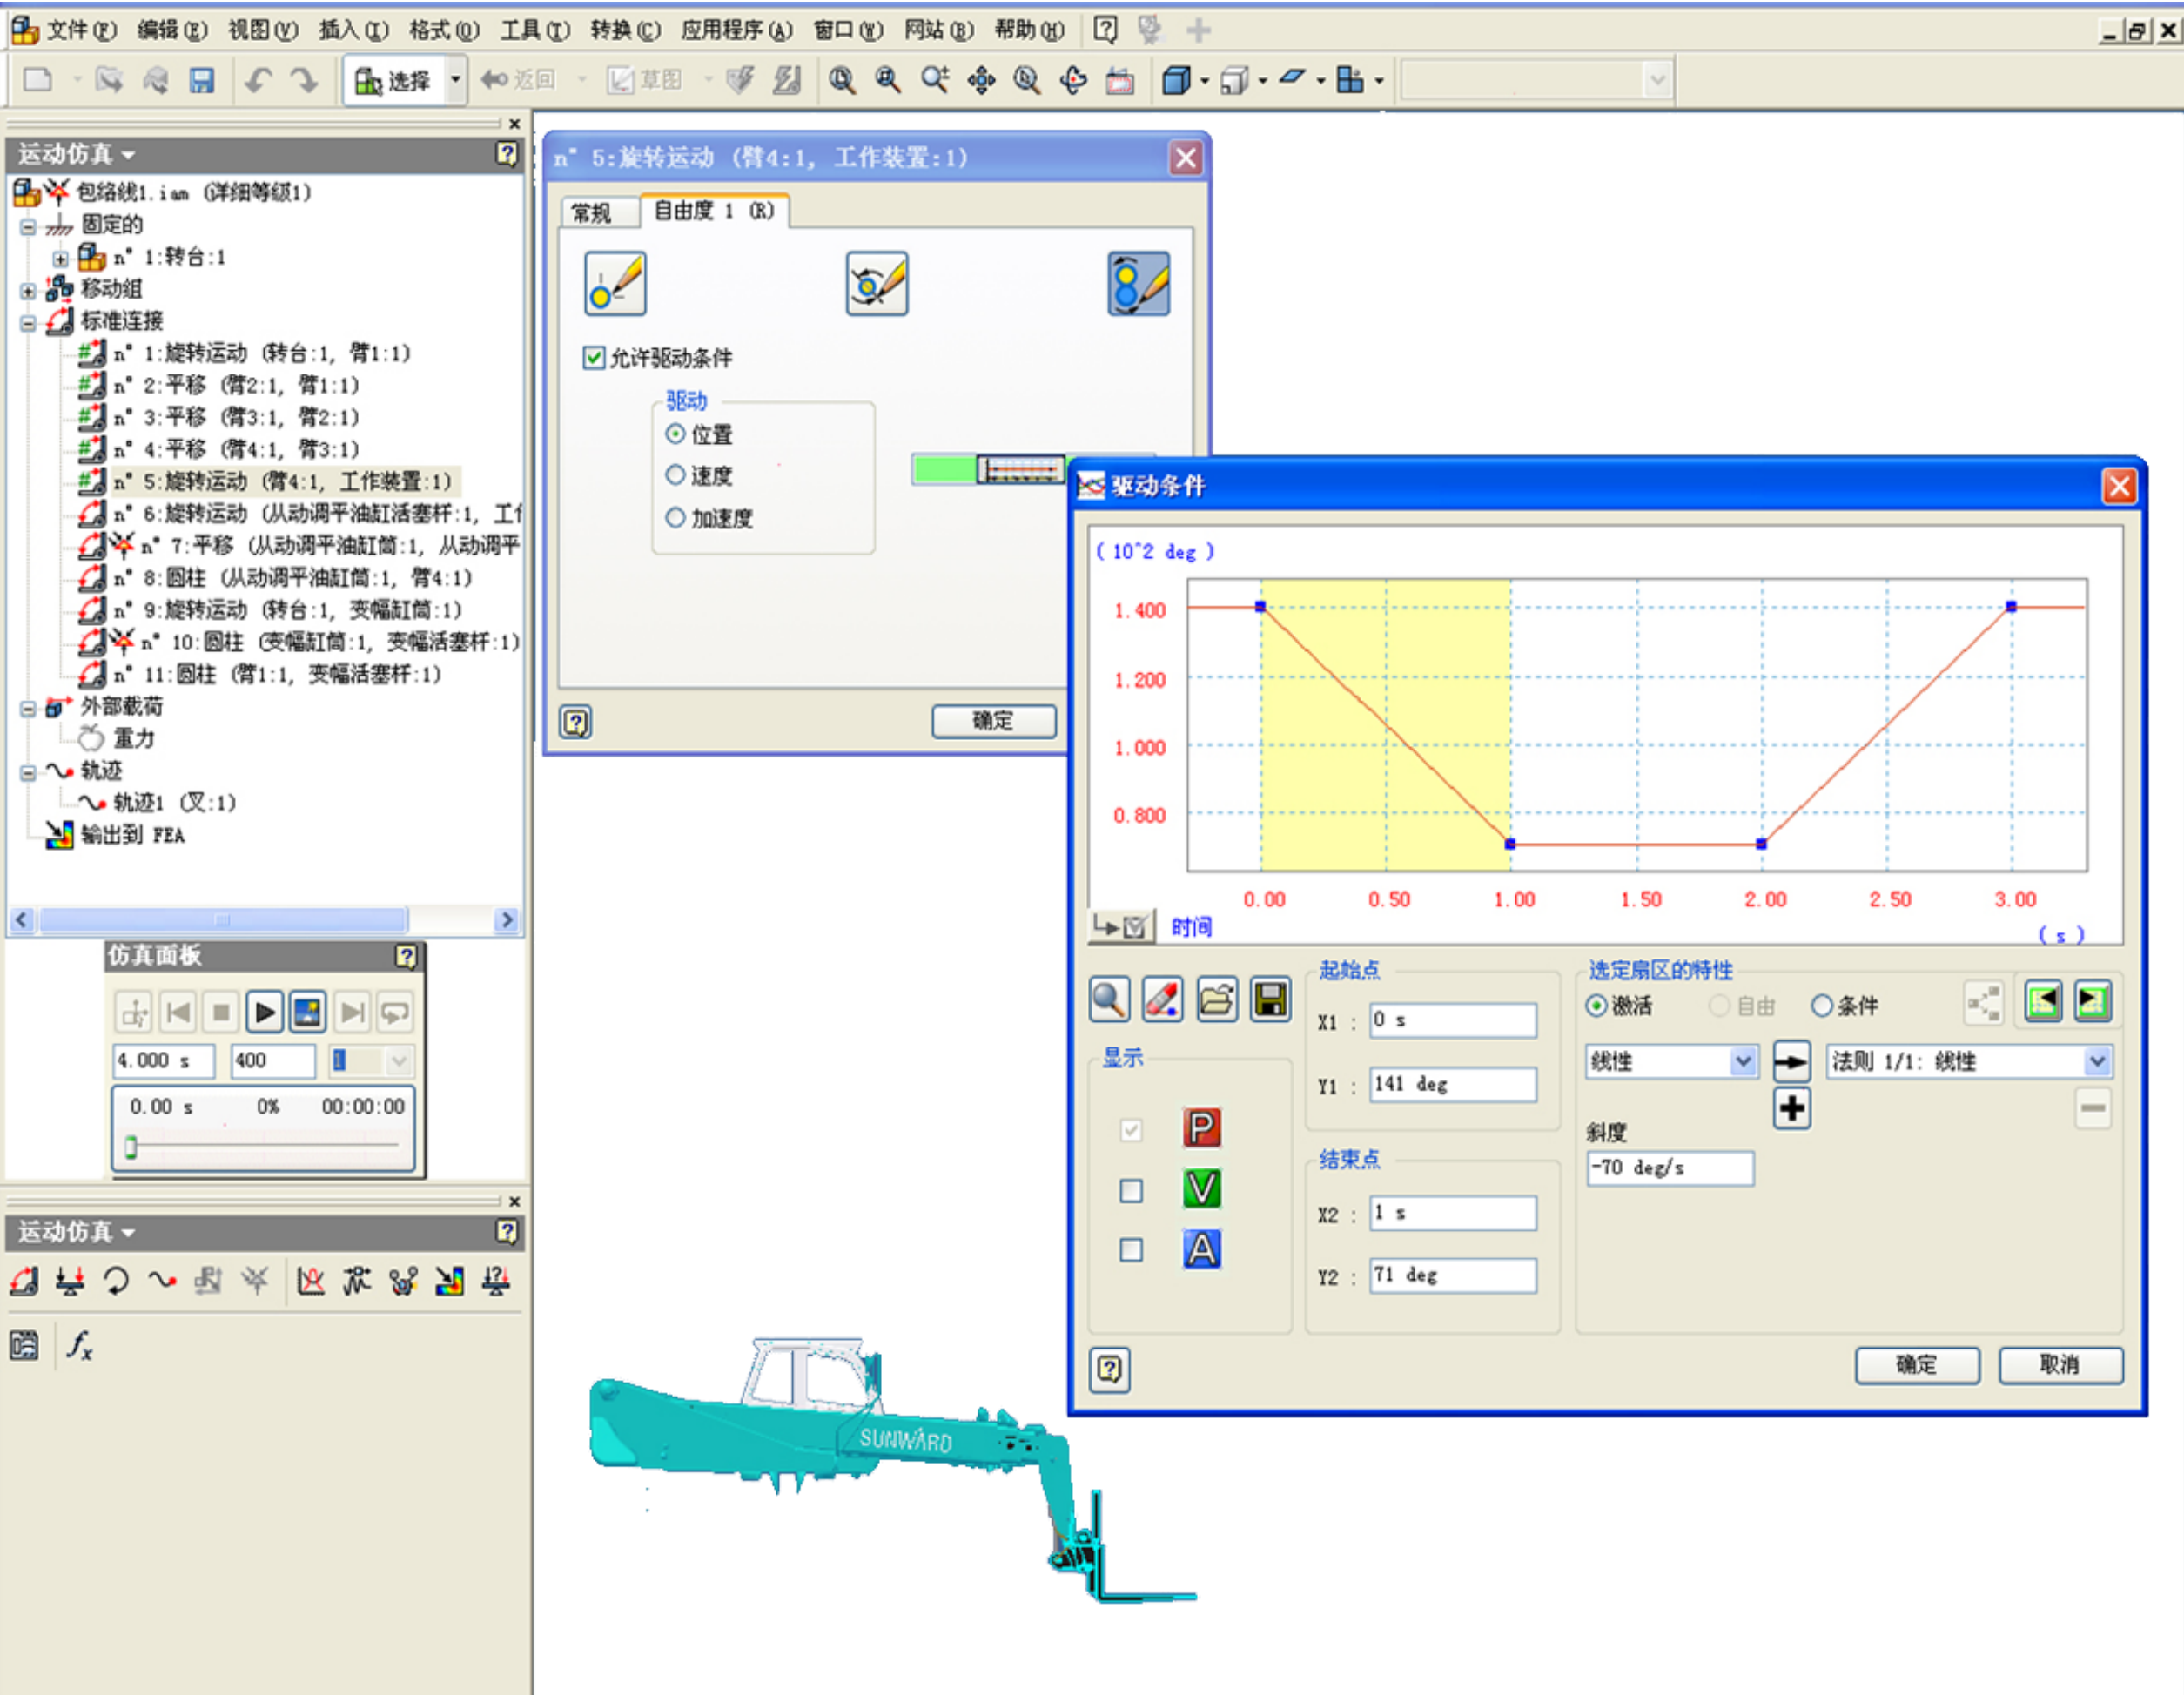 文件(F) 编辑(E) 视图(V) 插入(I) 格式(O) 工具(T) 转换(C) 应用程序(A) 窗口(W) 网站(B) 帮助(H)
选择 返回 草图
运动仿真
包络线1.iam (详细等级1)
固定的
n° 1:转台:1
移动组
标准连接
n° 1:旋转运动 (转台:1, 臂1:1)
n° 2:平移 (臂2:1, 臂1:1)
n° 3:平移 (臂3:1, 臂2:1)
n° 4:平移 (臂4:1, 臂3:1)
n° 5:旋转运动 (臂4:1, 工作装置:1)
n° 6:旋转运动 (从动调平油缸活塞杆:1, 工作
n° 7:平移 (从动调平油缸筒:1, 从动调平
n° 8:圆柱 (从动调平油缸筒:1, 臂4:1)
n° 9:旋转运动 (转台:1, 变幅缸筒:1)
n° 10:圆柱 (变幅缸筒:1, 变幅活塞杆:1)
n° 11:圆柱 (臂1:1, 变幅活塞杆:1)
外部载荷
重力
轨迹
轨迹1 (叉:1)
输出到 FEA
仿真面板
4.000 s 400 1
0.00 s 0% 00:00:00
运动仿真
fx
n° 5:旋转运动 (臂4:1, 工作装置:1)
常规 自由度 1 (R)
允许驱动条件
驱动
位置
速度
加速度
确定
驱动条件
( 10^2 deg )
1.400
1.200
1.000
0.800
0.00 0.50 1.00 1.50 2.00 2.50 3.00
时间
( s )
显示
P
V
A
起始点
X1 : 0 s
Y1 : 141 deg
结束点
X2 : 1 s
Y2 : 71 deg
选定扇区的特性
激活 自由 条件
线性 法则 1/1: 线性
斜度
-70 deg/s
确定 取消
SUNWARD